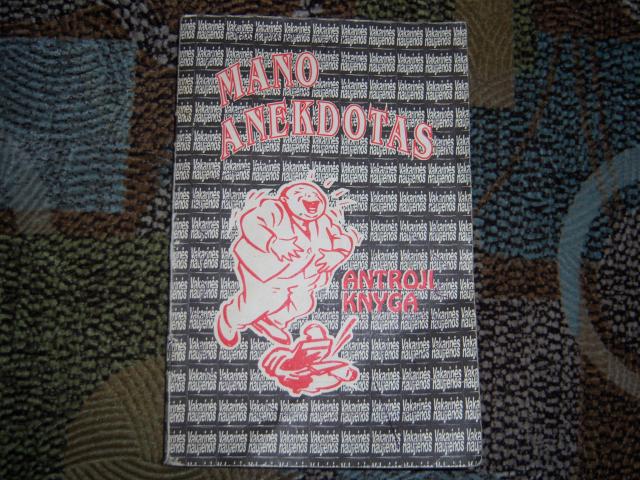 MANO
ANEKDOTAS
ANTROJI
KNYGA
Vakarinės
naujienos